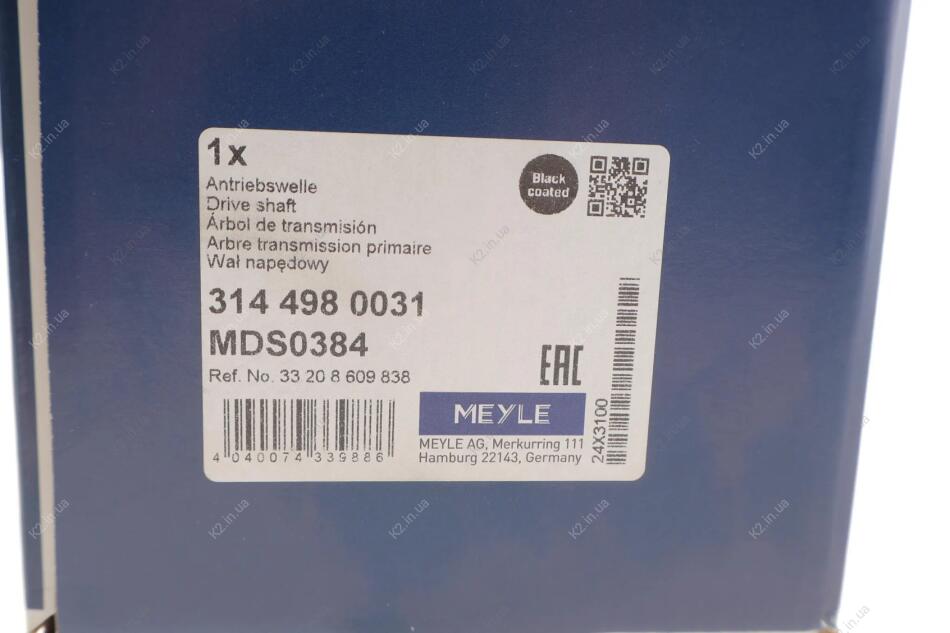 1x
Black
coated
Antriebswelle
Drive shaft
Árbol de transmisión
Arbre transmission primaire
Wał napędowy
314 498 0031
MDS0384
Ref. No. 33 20 8 609 838
EAC
MEYLE
MEYLE AG, Merkurring 111
Hamburg 22143, Germany
4 040074 339886
24X3100
K2.in.ua